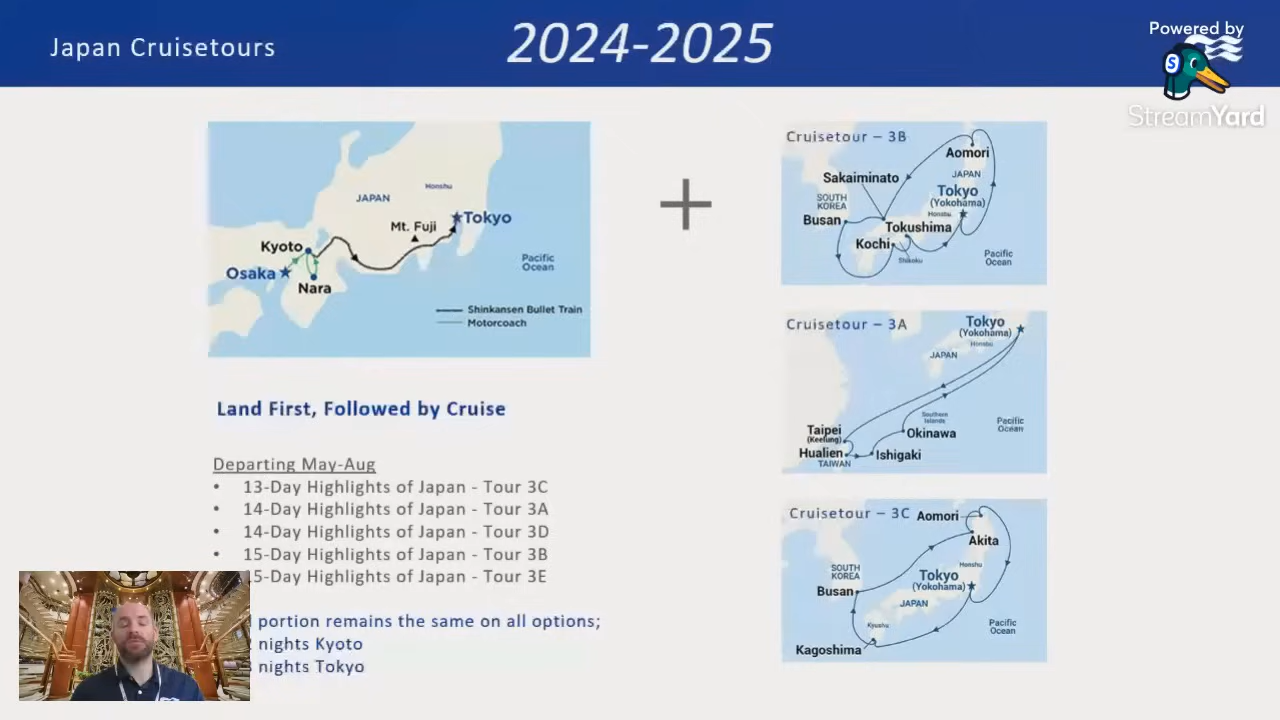 Japan Cruisetours
2024-2025
Powered by
S
StreamYard
JAPAN
Honshu
Mt. Fuji
Tokyo
Kyoto
Osaka
Nara
Pacific
Ocean
Shinkansen Bullet Train
Motorcoach
+
Cruisetour – 3B
Aomori
Sakaiminato
JAPAN
SOUTH
KOREA
Tokyo
(Yokohama)
Busan
Honshu
Tokushima
Kochi
Shikoku
Pacific
Ocean
Cruisetour – 3A
Tokyo
(Yokohama)
Honshu
JAPAN
Southern
Islands
Pacific
Ocean
Taipei
(Keelung)
Okinawa
Hualien
Ishigaki
TAIWAN
Cruisetour – 3C
Aomori
Akita
SOUTH
KOREA
Honshu
Tokyo
(Yokohama)
Busan
JAPAN
Kyushu
Pacific
Ocean
Kagoshima
Land First, Followed by Cruise
Departing May-Aug
• 13-Day Highlights of Japan - Tour 3C
• 14-Day Highlights of Japan - Tour 3A
• 14-Day Highlights of Japan - Tour 3D
• 15-Day Highlights of Japan - Tour 3B
5-Day Highlights of Japan - Tour 3E
portion remains the same on all options;
nights Kyoto
nights Tokyo